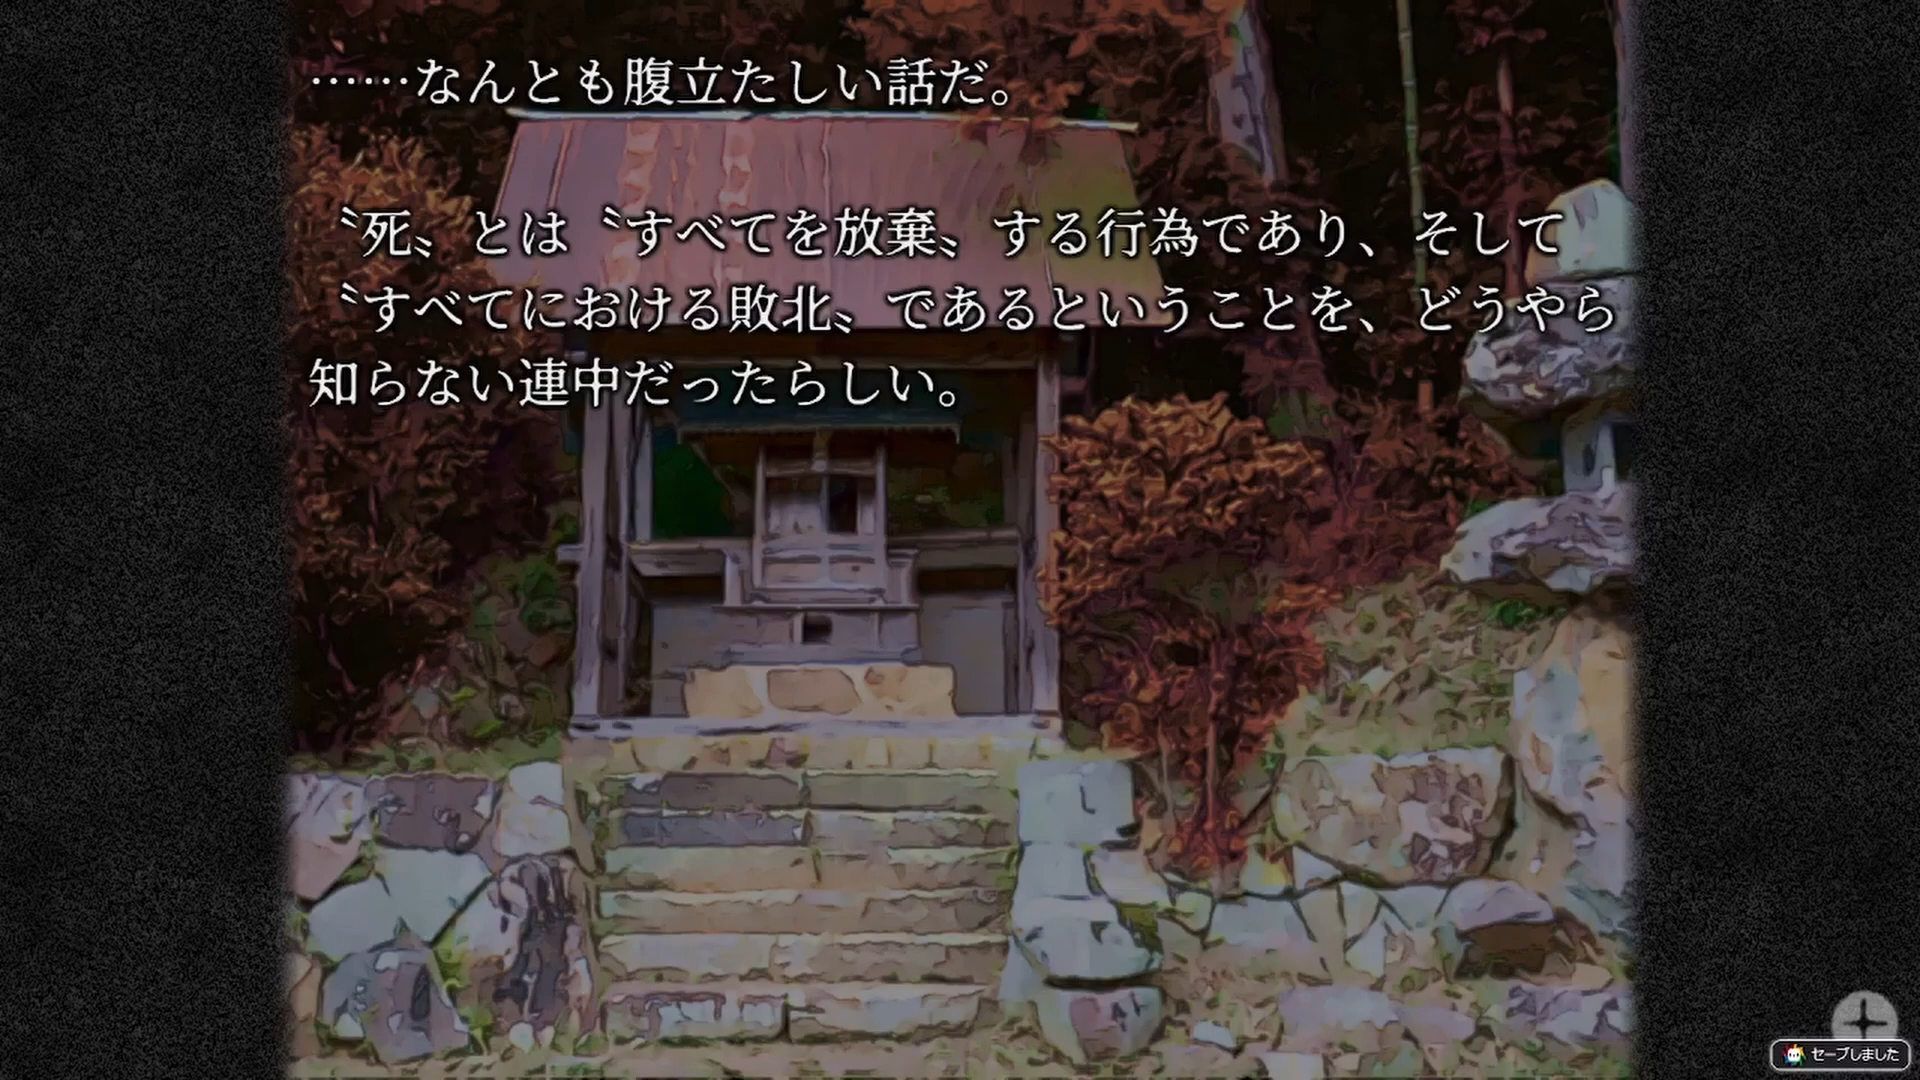 ……なんとも腹立たしい話だ。
〝死〟とは〝すべてを放棄〟する行為であり、そして
〝すべてにおける敗北〟であるということを、どうやら
知らない連中だったらしい。
セーブしました